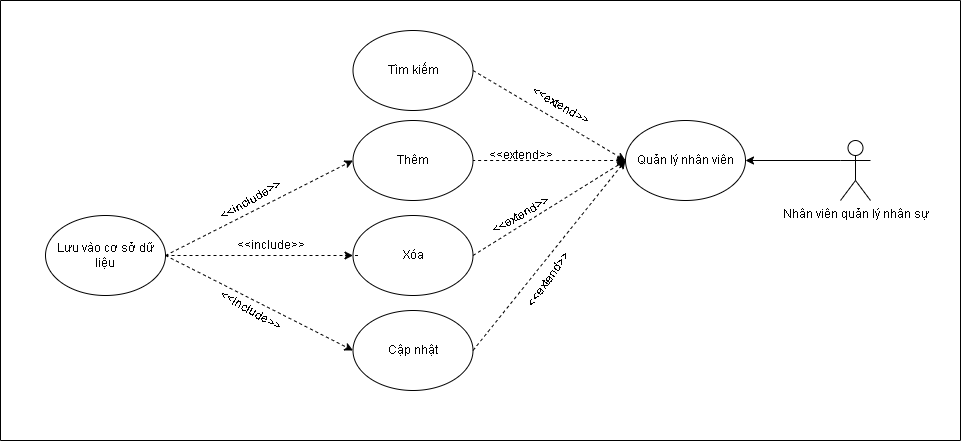 Tìm kiếm
<<extend>>
Thêm
<<extend>>
Quản lý nhân viên
<<include>>
Nhân viên quản lý nhân sự
<<extend>>
Lưu vào cơ sở dữ
liệu
<<include>>
Xóa
<<extend>>
<<include>>
Cập nhật